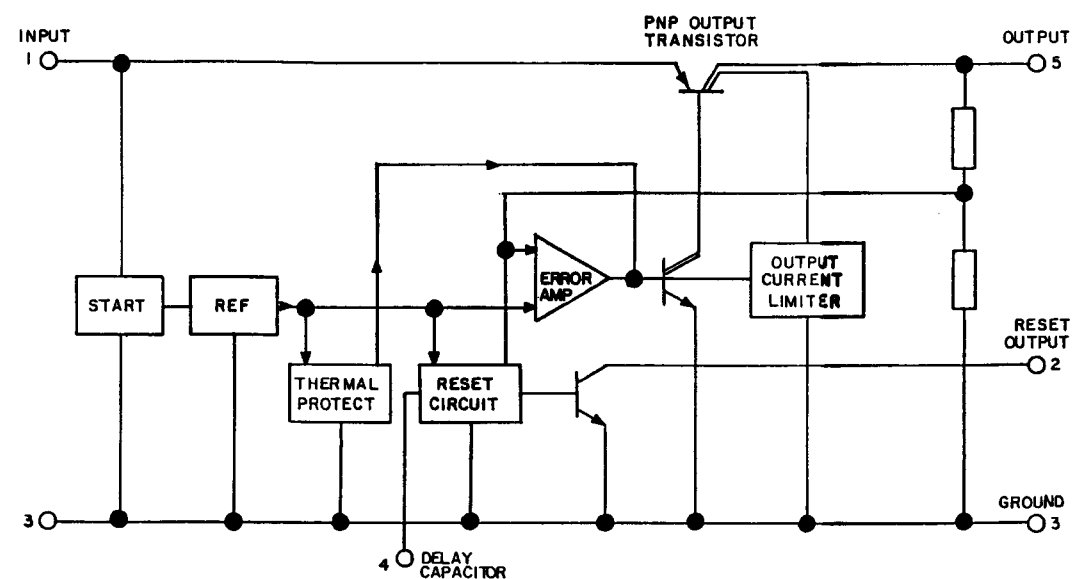 PNP OUTPUT
TRANSISTOR
INPUT
1
OUTPUT
5
START
REF
ERROR
AMP
OUTPUT
CURRENT
LIMITER
THERMAL
PROTECT
RESET
CIRCUIT
RESET
OUTPUT
2
3
GROUND
3
4
DELAY
CAPACITOR